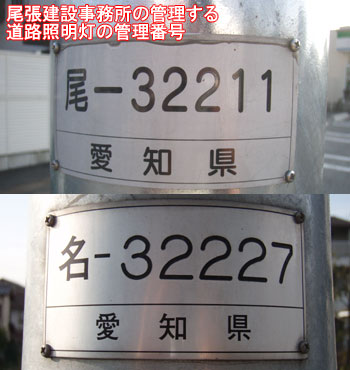 尾張建設事務所の管理する
道路照明灯の管理番号
尾-32211
愛知県
名-32227
愛知県